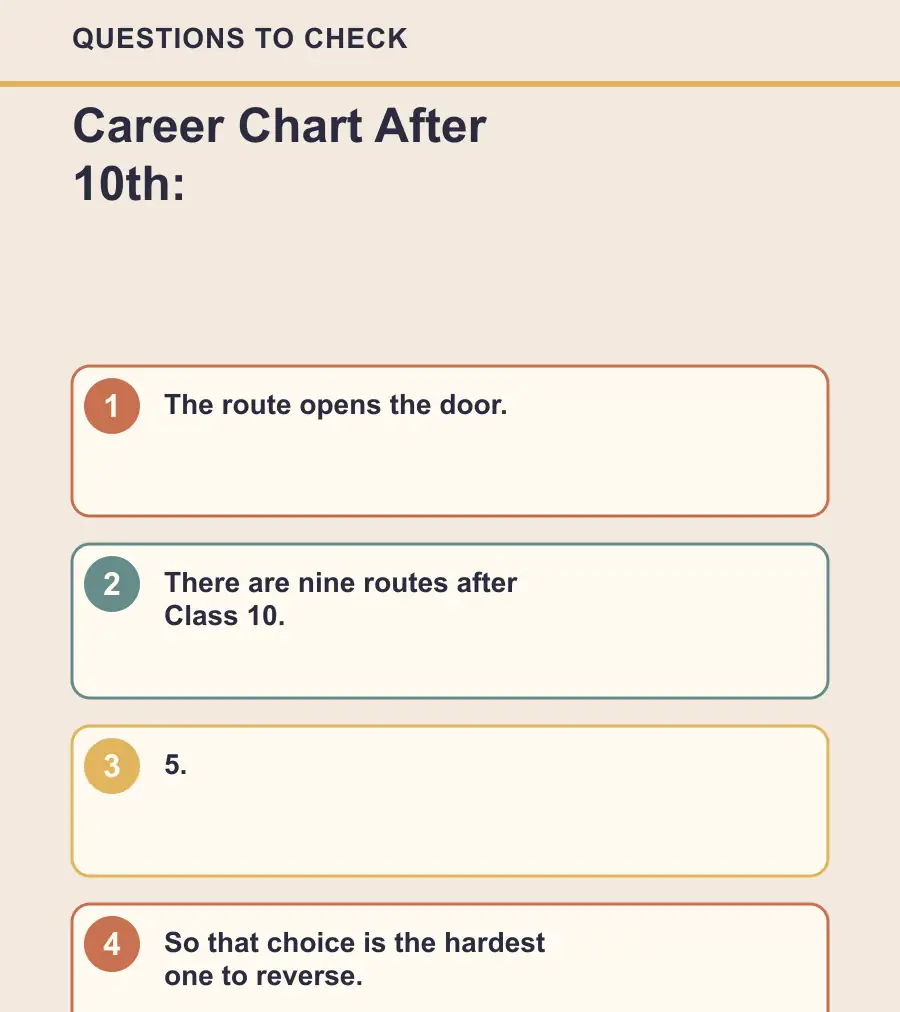 QUESTIONS TO CHECK
Career Chart After
10th:
1
The route opens the door.
2
There are nine routes after
Class 10.
3
5.
4
So that choice is the hardest
one to reverse.